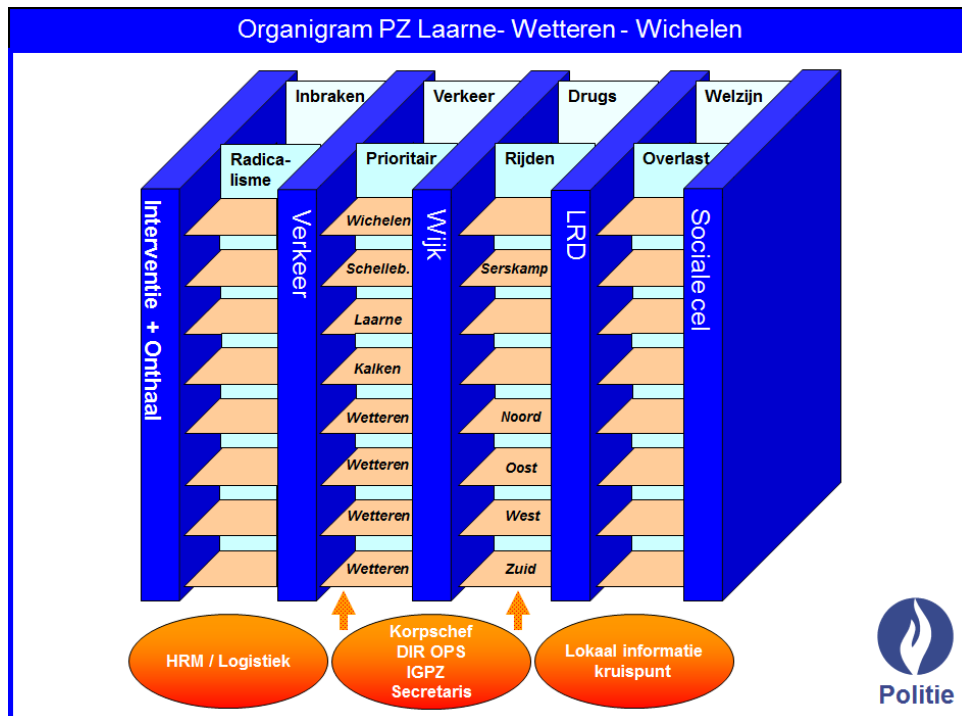 Organigram PZ Laarne- Wetteren - Wichelen
Inbraken
Verkeer
Drugs
Welzijn
Radica-
lisme
Prioritair
Rijden
Overlast
Interventie + Onthaal
Verkeer
Wijk
LRD
Sociale cel
Wichelen
Schelleb.
Serskamp
Laarne
Kalken
Wetteren
Noord
Wetteren
Oost
Wetteren
West
Wetteren
Zuid
HRM / Logistiek
Korpschef
DIR OPS
IGPZ
Secretaris
Lokaal informatie
kruispunt
Politie